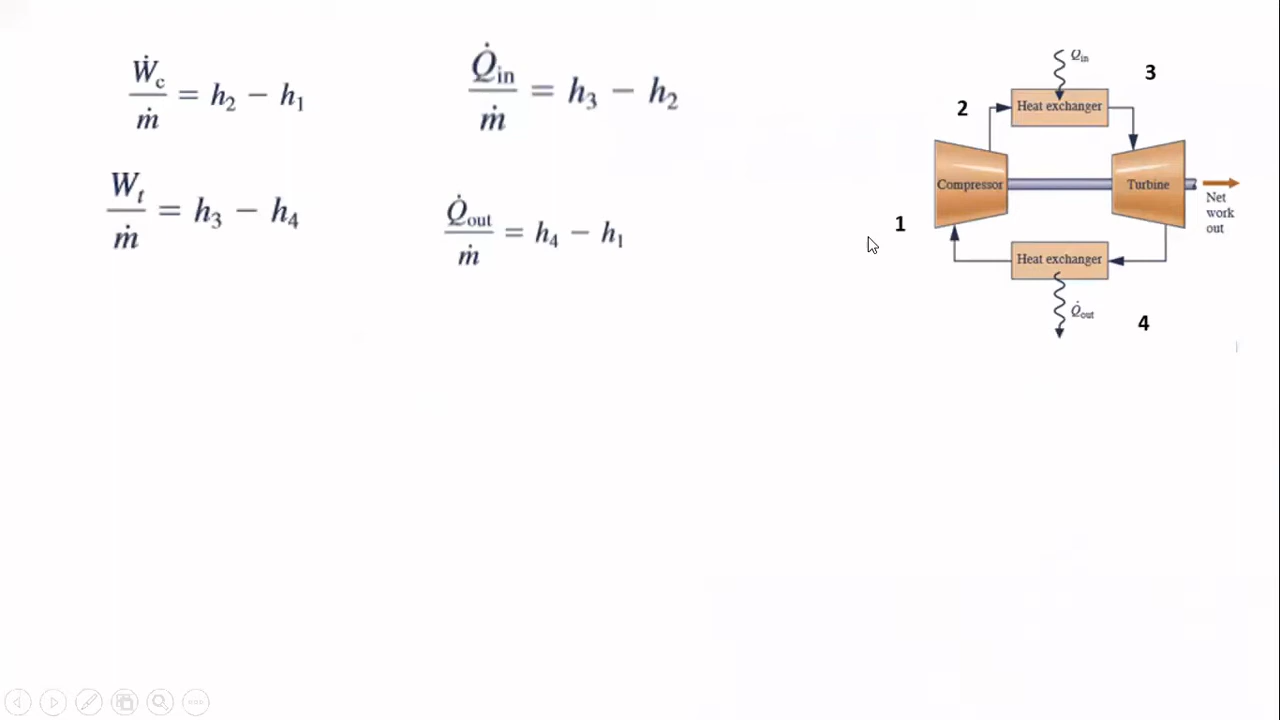 Ẇc/ṁ = h2 − h1
Q̇in/ṁ = h3 − h2
Wt/ṁ = h3 − h4
Q̇out/ṁ = h4 − h1
Q̇in
3
2
Heat exchanger
Compressor
Turbine
Net
work
out
1
Heat exchanger
Q̇out
4